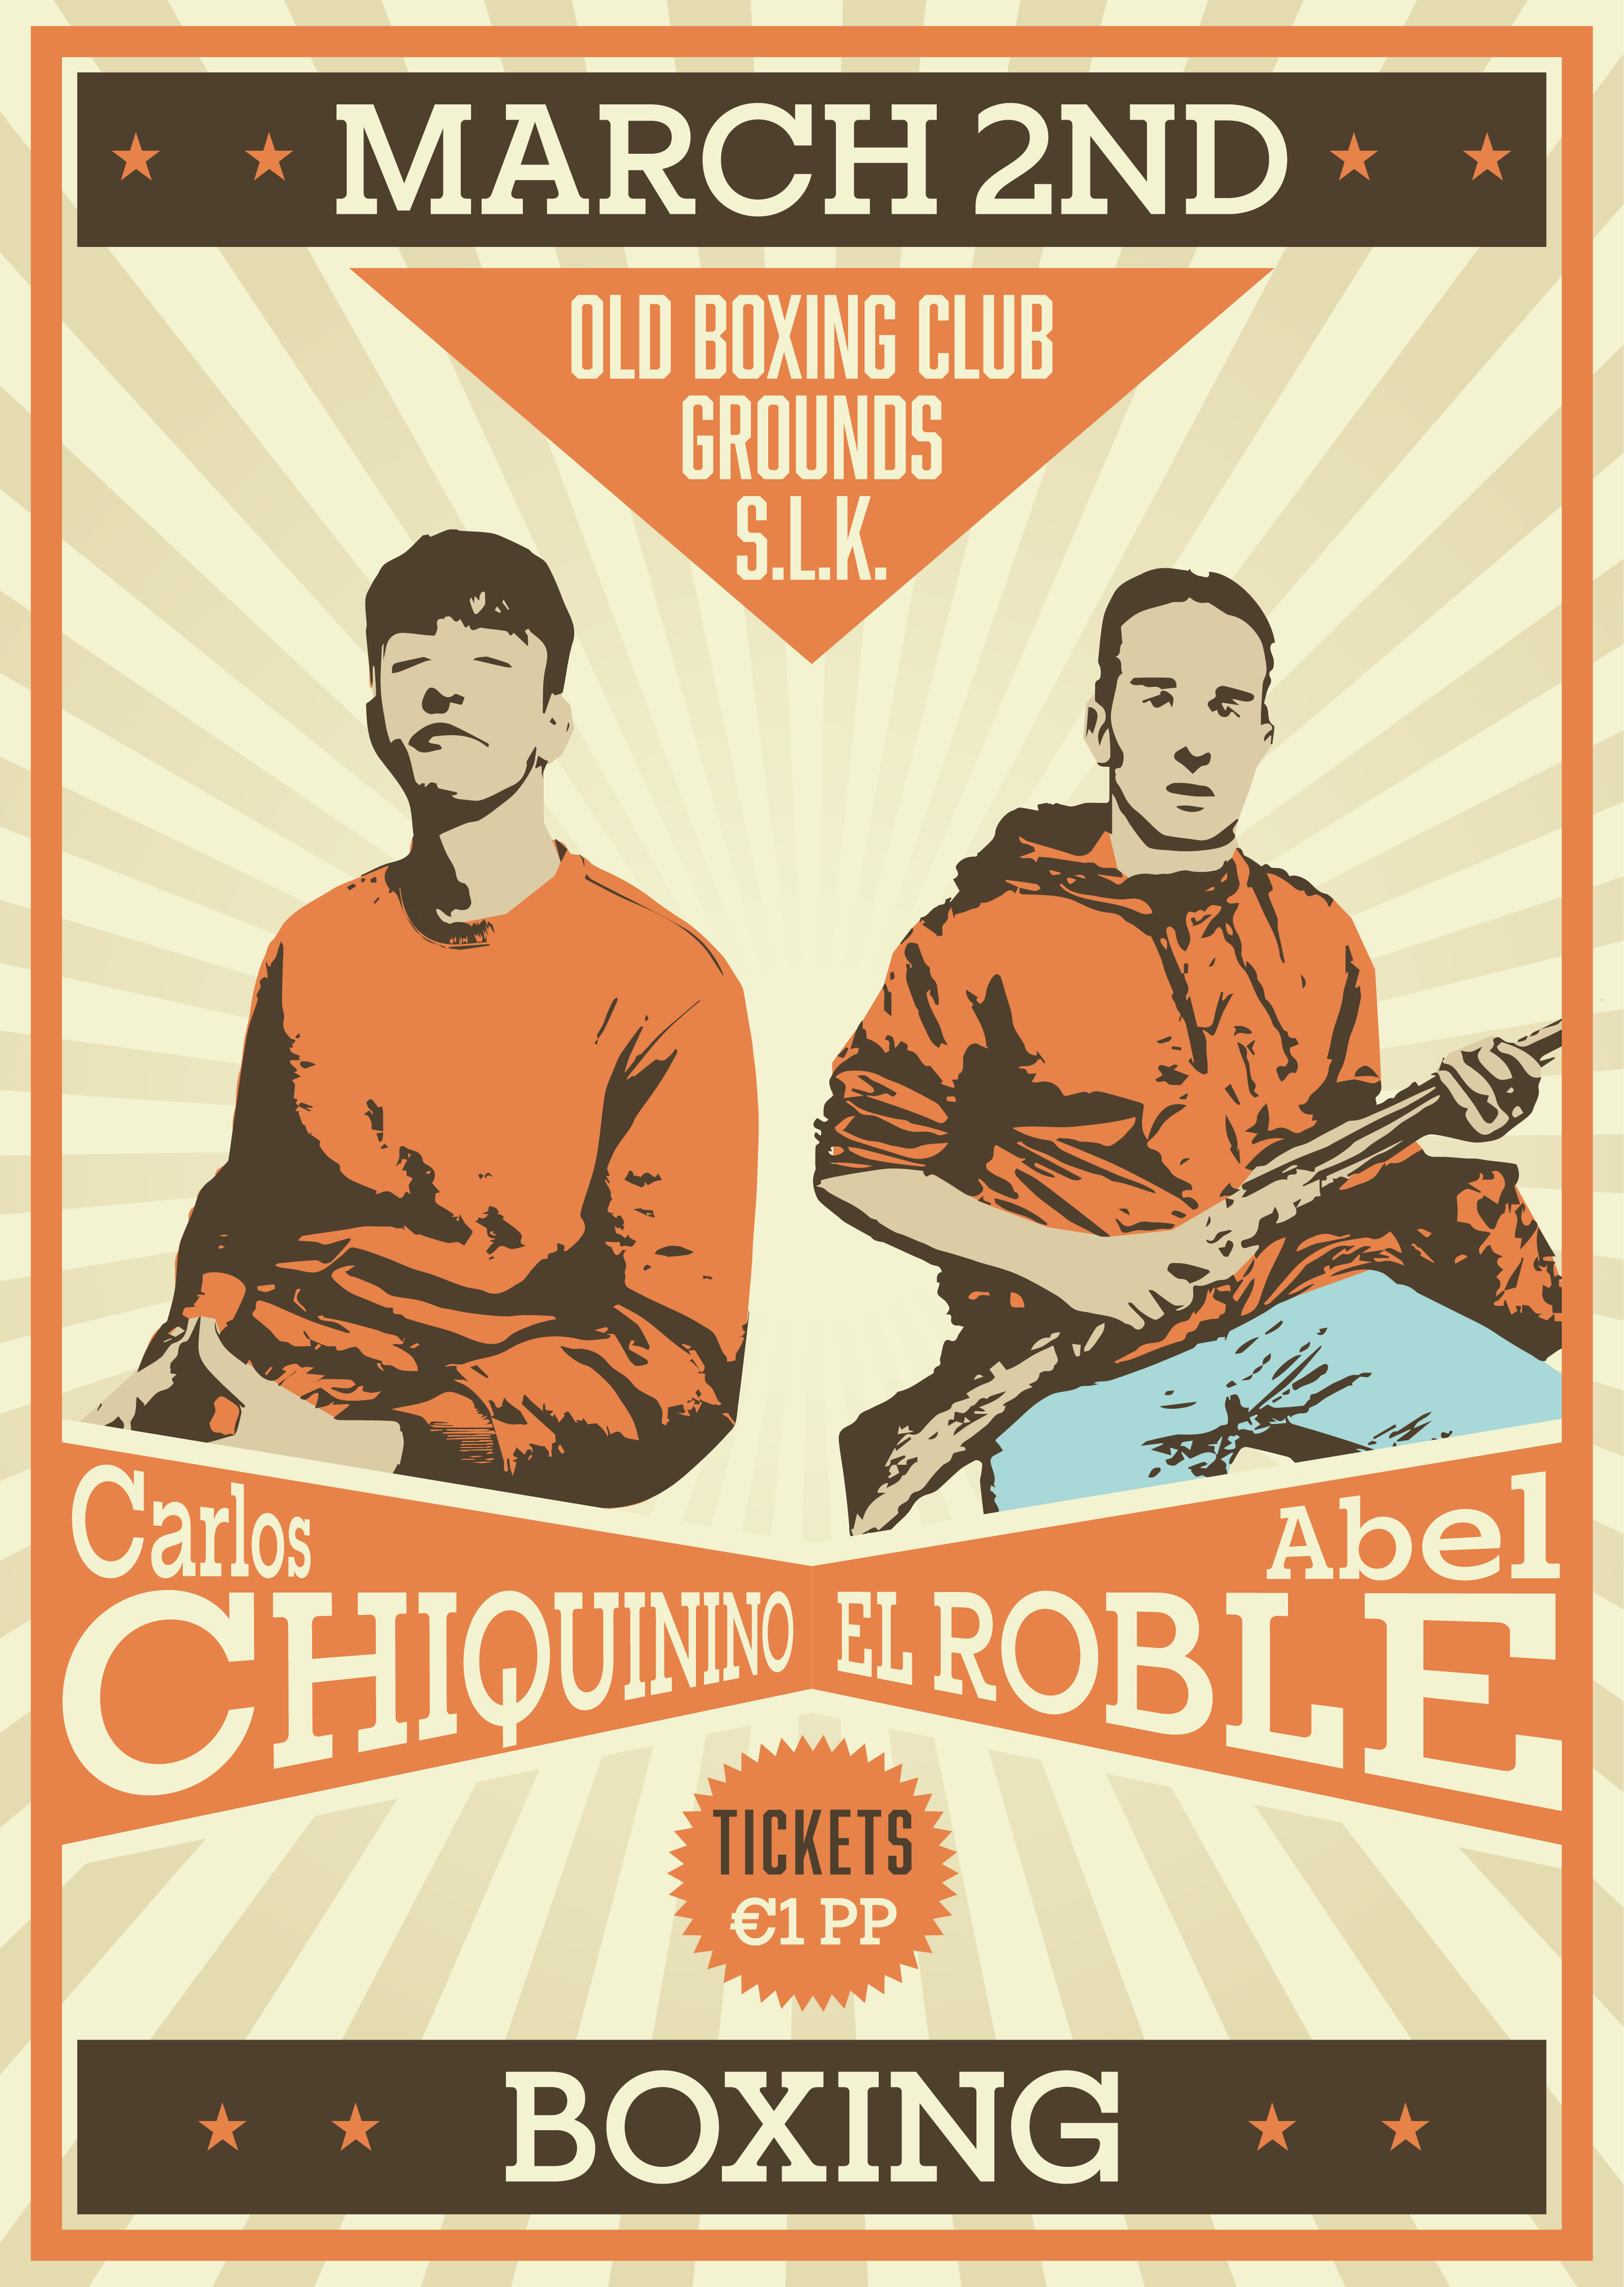 MARCH 2ND
OLD BOXING CLUB
GROUNDS
S.L.K.
Carlos
CHIQUININO
Abel
EL ROBLE
TICKETS
€1 PP
BOXING